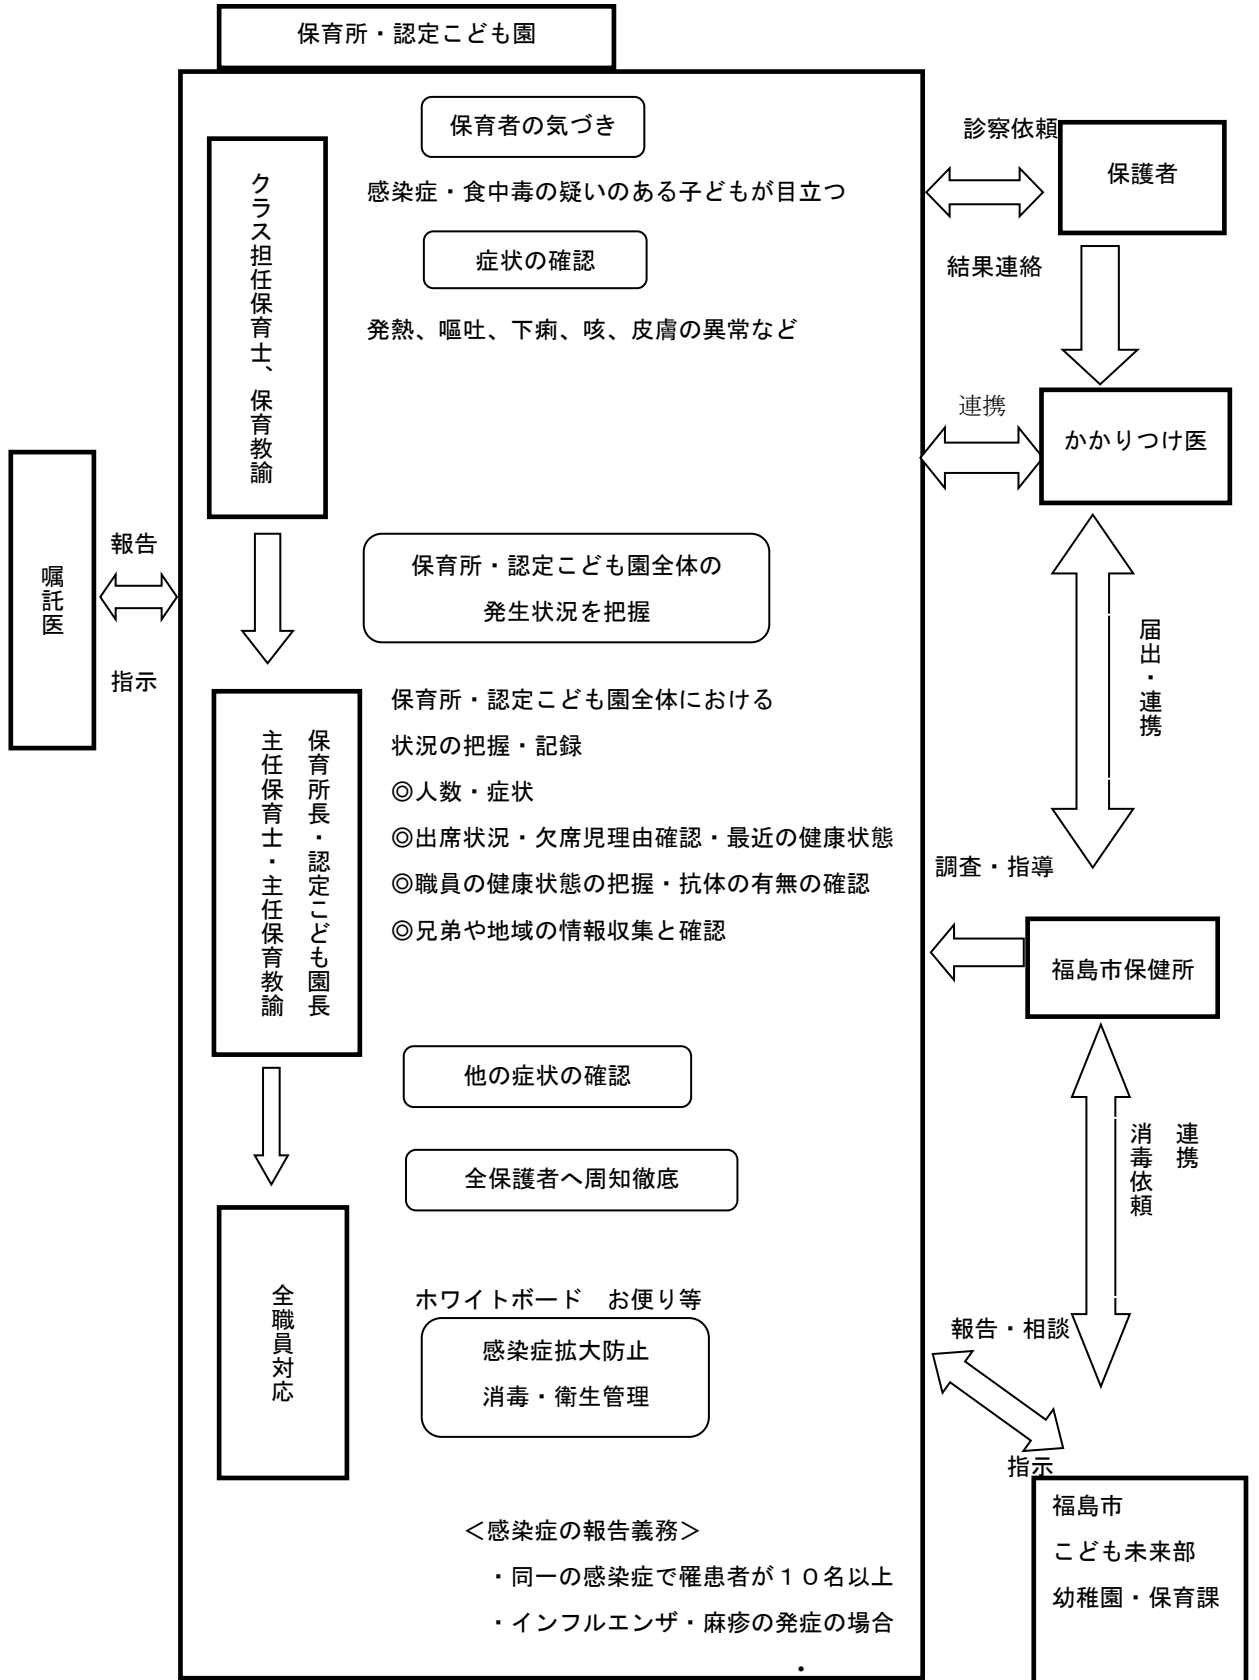 保育所・認定こども園
保育者の気づき
感染症・食中毒の疑いのある子どもが目立つ
症状の確認
発熱、嘔吐、下痢、咳、皮膚の異常など
クラス担任保育士、保育教諭
診察依頼
保護者
結果連絡
連携
かかりつけ医
嘱託医
報告
指示
保育所・認定こども園全体の
発生状況を把握
保育所長・認定こども園長
主任保育士・主任保育教諭
保育所・認定こども園全体における
状況の把握・記録
◎人数・症状
◎出席状況・欠席児理由確認・最近の健康状態
◎職員の健康状態の把握・抗体の有無の確認
◎兄弟や地域の情報収集と確認
届出・連携
調査・指導
福島市保健所
他の症状の確認
全保護者へ周知徹底
連携
消毒依頼
全職員対応
ホワイトボード　お便り等
感染症拡大防止
消毒・衛生管理
報告・相談
指示
福島市
こども未来部
幼稚園・保育課
＜感染症の報告義務＞
・同一の感染症で罹患者が１０名以上
・インフルエンザ・麻疹の発症の場合
・